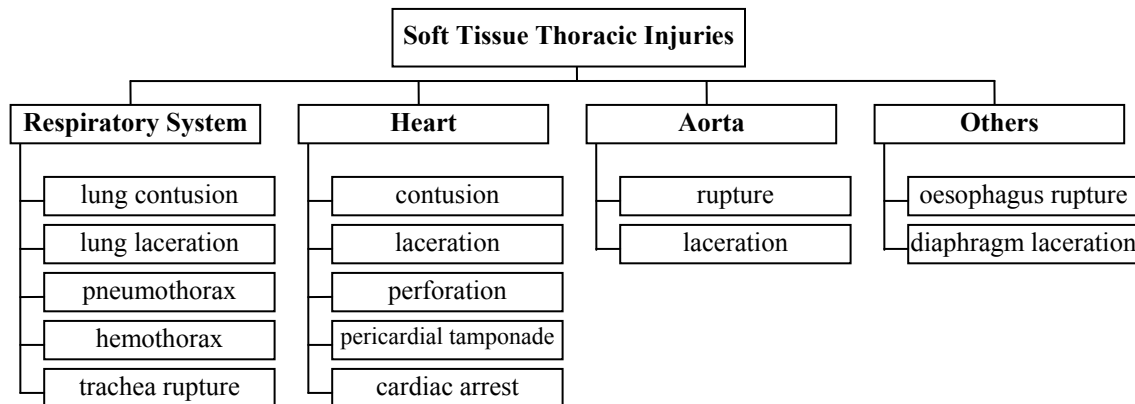 Soft Tissue Thoracic Injuries
Respiratory System
lung contusion
lung laceration
pneumothorax
hemothorax
trachea rupture
Heart
contusion
laceration
perforation
pericardial tamponade
cardiac arrest
Aorta
rupture
laceration
Others
oesophagus rupture
diaphragm laceration